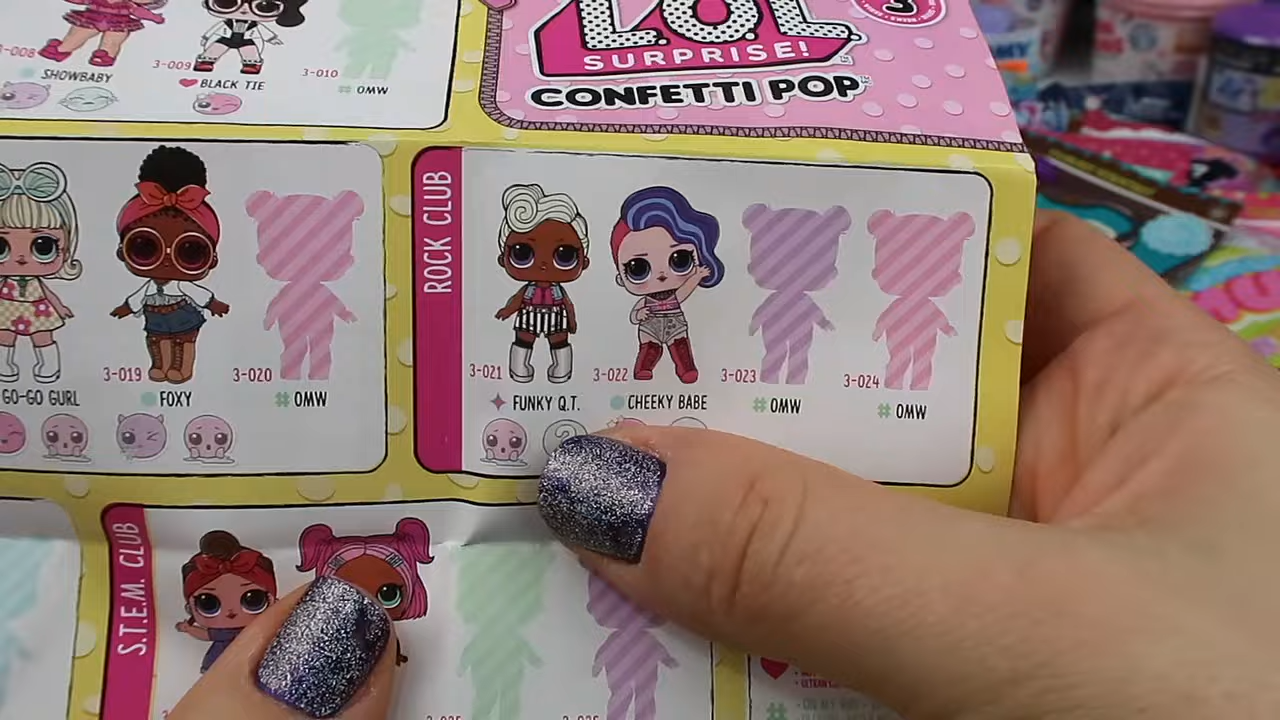 3
3-008
SHOWBABY
3-009
BLACK TIE
3-010
# OMW
L.O.L.
SURPRISE!
CONFETTI POP™
GO-GO GURL
3-019
FOXY
3-020
# OMW
ROCK CLUB
3-021
FUNKY Q.T.
3-022
CHEEKY BABE
3-023
# OMW
3-024
# OMW
S.T.E.M. CLUB